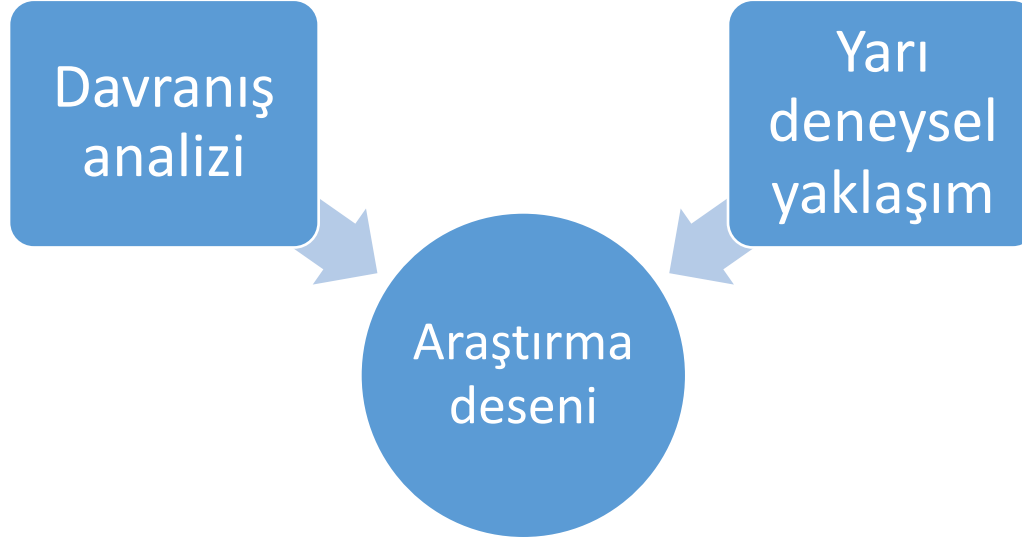 Davranış
analizi
Yarı
deneysel
yaklaşım
Araştırma
deseni